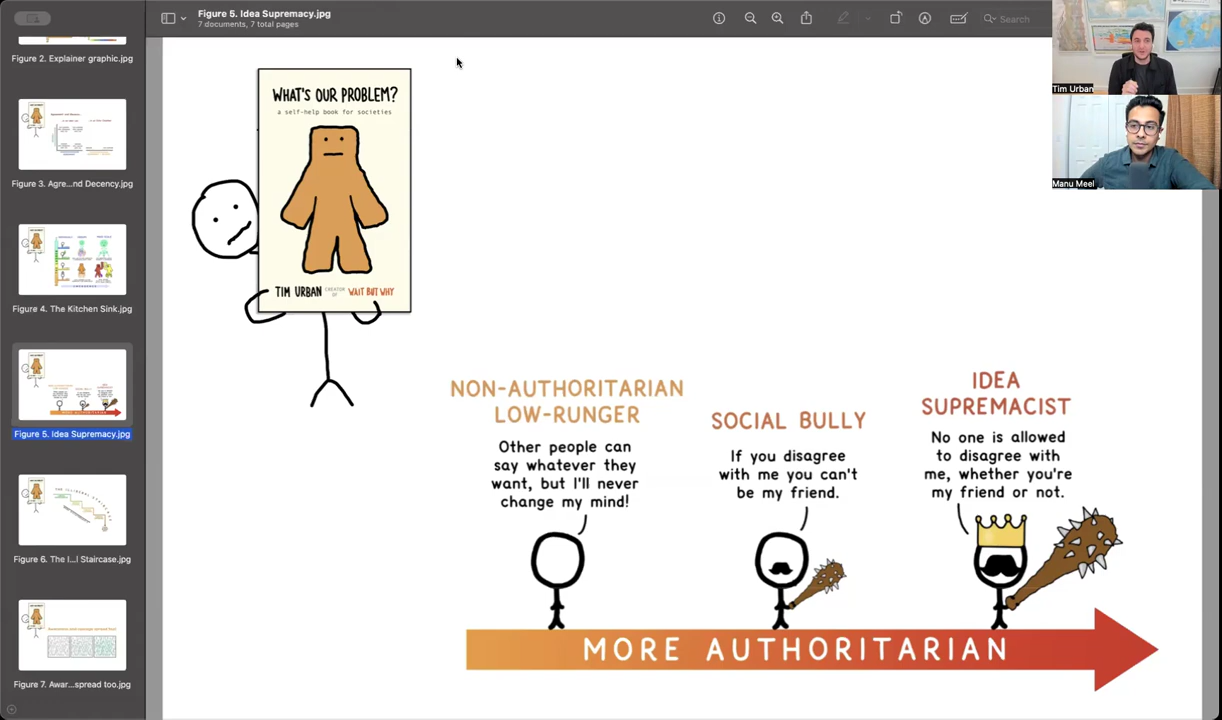 Figure 5. Idea Supremacy.jpg
7 documents, 7 total pages
Search
Figure 2. Explainer graphic.jpg
Figure 3. Agre...nd Decency.jpg
Figure 4. The Kitchen Sink.jpg
Figure 5. Idea Supremacy.jpg
Figure 6. The I...l Staircase.jpg
Figure 7. Awar...spread too.jpg
WHAT'S OUR PROBLEM?
a self-help book for societies
TIM URBAN CREATOR OF WAIT BUT WHY
Tim Urban
Manu Meel
NON-AUTHORITARIAN
LOW-RUNGER
Other people can
say whatever they
want, but I'll never
change my mind!
SOCIAL BULLY
If you disagree
with me you can't
be my friend.
IDEA
SUPREMACIST
No one is allowed
to disagree with
me, whether you're
my friend or not.
MORE AUTHORITARIAN